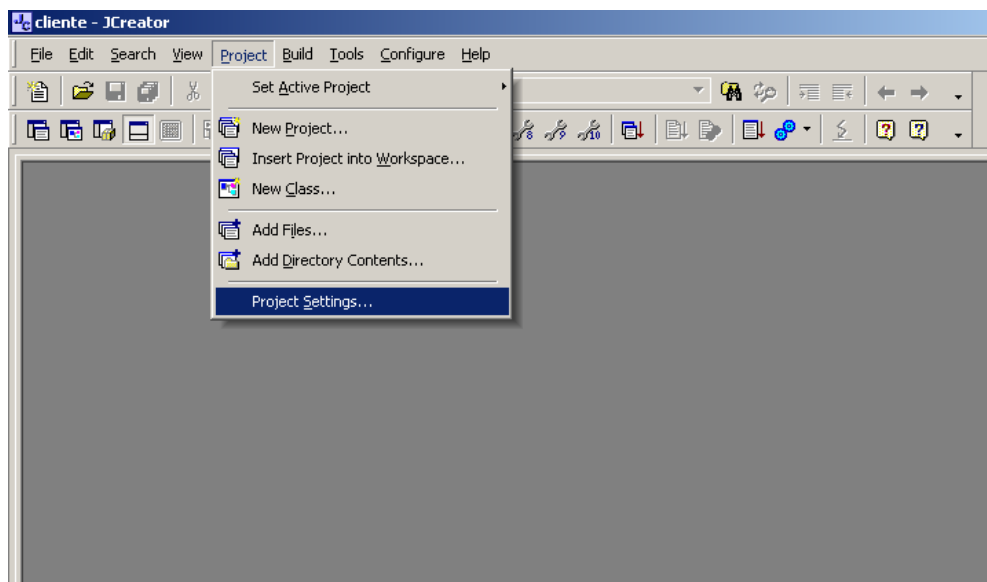 cliente - JCreator
File Edit Search View Project Build Tools Configure Help
Set Active Project
New Project...
Insert Project into Workspace...
New Class...
Add Files...
Add Directory Contents...
Project Settings...